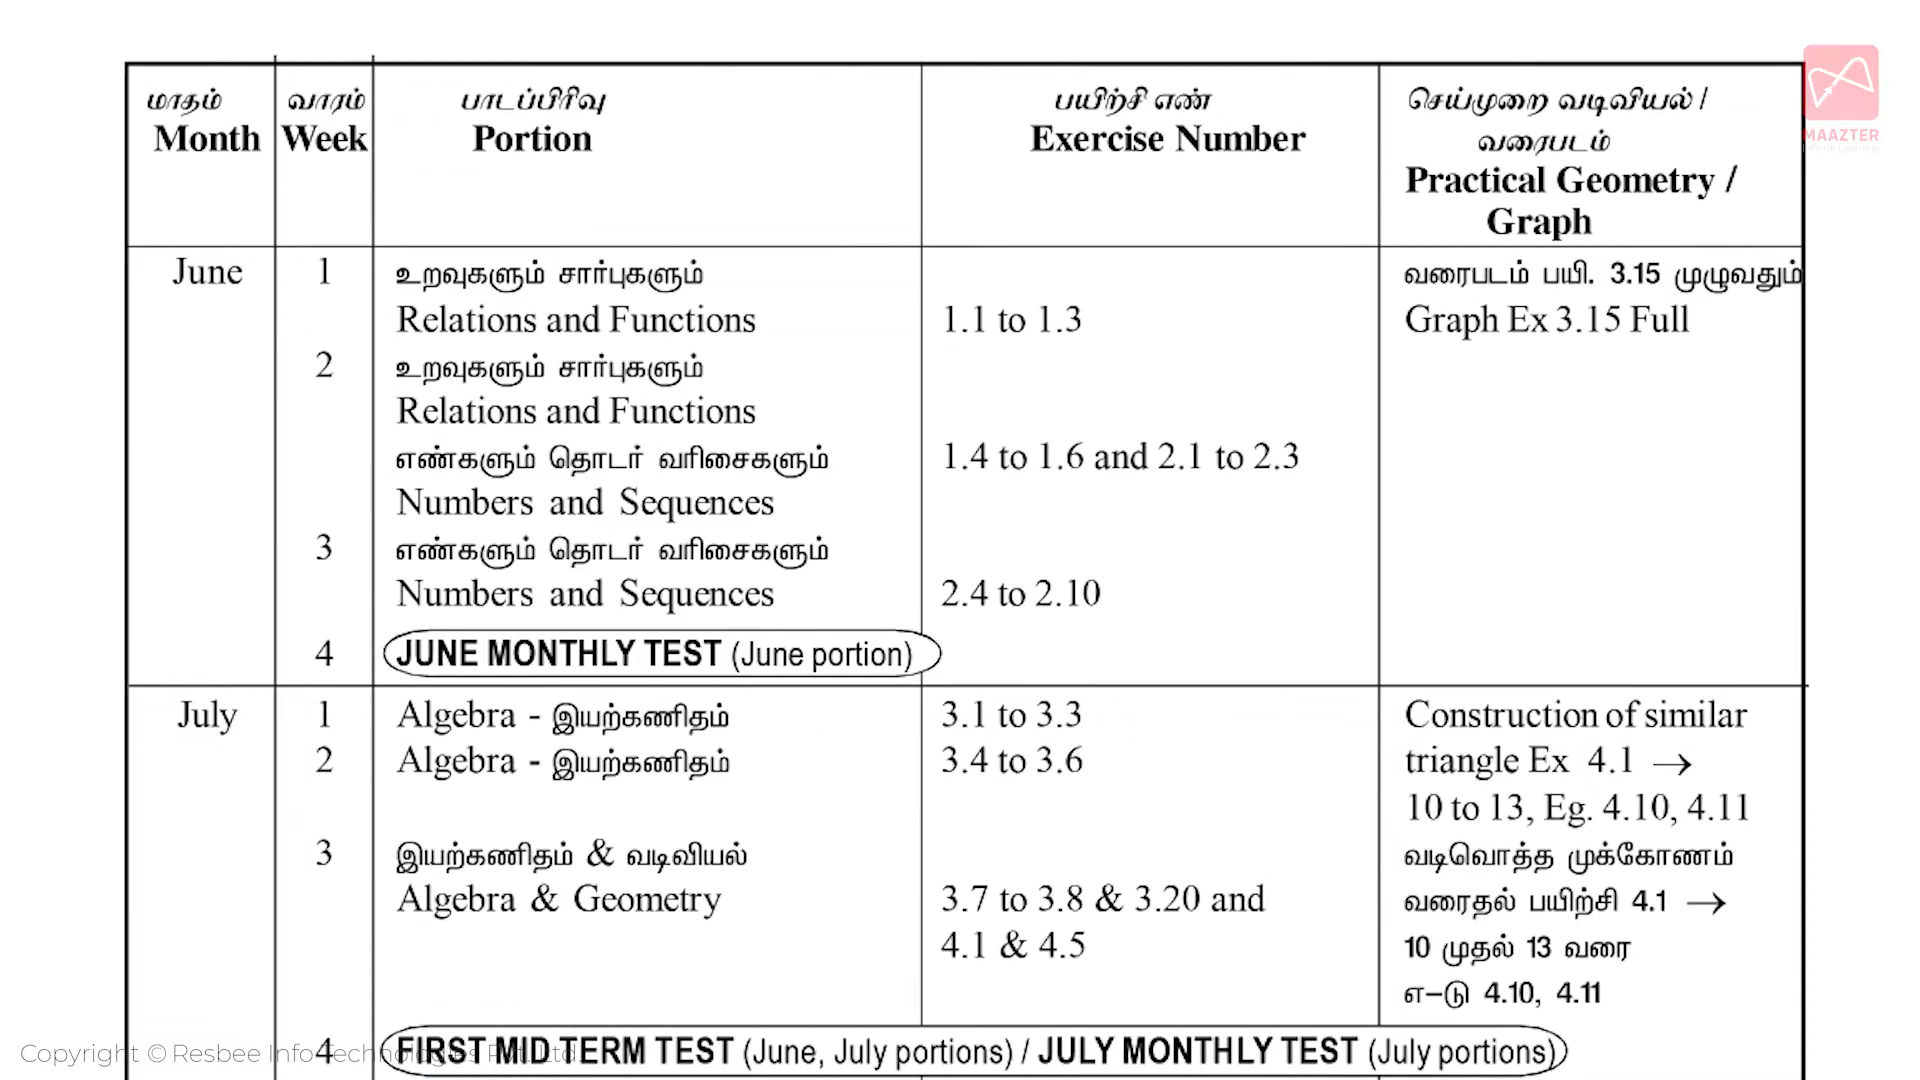 மாதம் வாரம் பாடப்பிரிவு பயிற்சி எண் செய்முறை வடிவியல் /
வரைபடம்
Month Week Portion Exercise Number
Practical Geometry /
Graph
MAAZTER
June 1 உறவுகளும் சார்புகளும் வரைபடம் பயி. 3.15 முழுவதும்
Relations and Functions 1.1 to 1.3 Graph Ex 3.15 Full
2 உறவுகளும் சார்புகளும்
Relations and Functions
எண்களும் தொடர் வரிசைகளும் 1.4 to 1.6 and 2.1 to 2.3
Numbers and Sequences
3 எண்களும் தொடர் வரிசைகளும்
Numbers and Sequences 2.4 to 2.10
4 JUNE MONTHLY TEST (June portion)
July 1 Algebra - இயற்கணிதம் 3.1 to 3.3 Construction of similar
2 Algebra - இயற்கணிதம் 3.4 to 3.6 triangle Ex 4.1 →
10 to 13, Eg. 4.10, 4.11
3 இயற்கணிதம் & வடிவியல் வடிவொத்த முக்கோணம்
Algebra & Geometry 3.7 to 3.8 & 3.20 and வரைதல் பயிற்சி 4.1 →
4.1 & 4.5 10 முதல் 13 வரை
எ–டு 4.10, 4.11
4 FIRST MID TERM TEST (June, July portions) / JULY MONTHLY TEST (July portions)
Copyright © Resbee Info Technologies Pvt. Ltd.